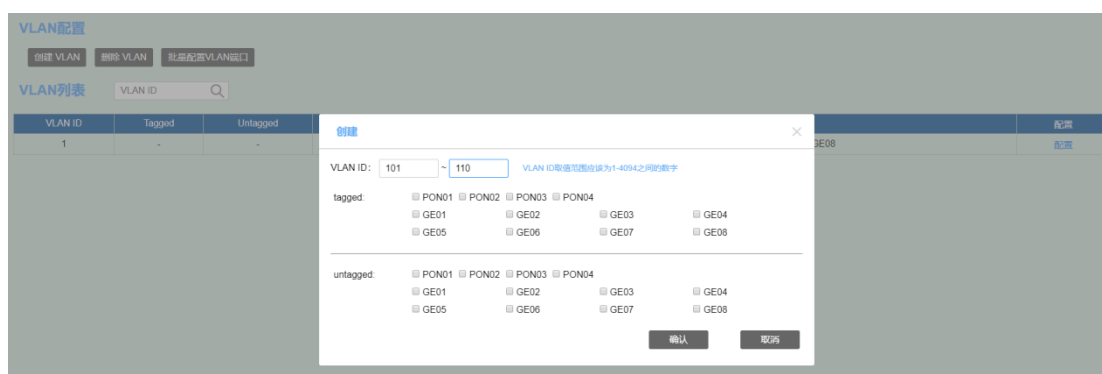 VLAN配置
创建 VLAN 删除 VLAN 批量配置VLAN端口
VLAN列表 VLAN ID
VLAN ID Tagged Untagged 配置
1 - - GE08 配置
创建
VLAN ID： 101 ~ 110 VLAN ID取值范围应该为1-4094之间的数字
tagged: PON01 PON02 PON03 PON04
GE01 GE02 GE03 GE04
GE05 GE06 GE07 GE08
untagged: PON01 PON02 PON03 PON04
GE01 GE02 GE03 GE04
GE05 GE06 GE07 GE08
确认 取消